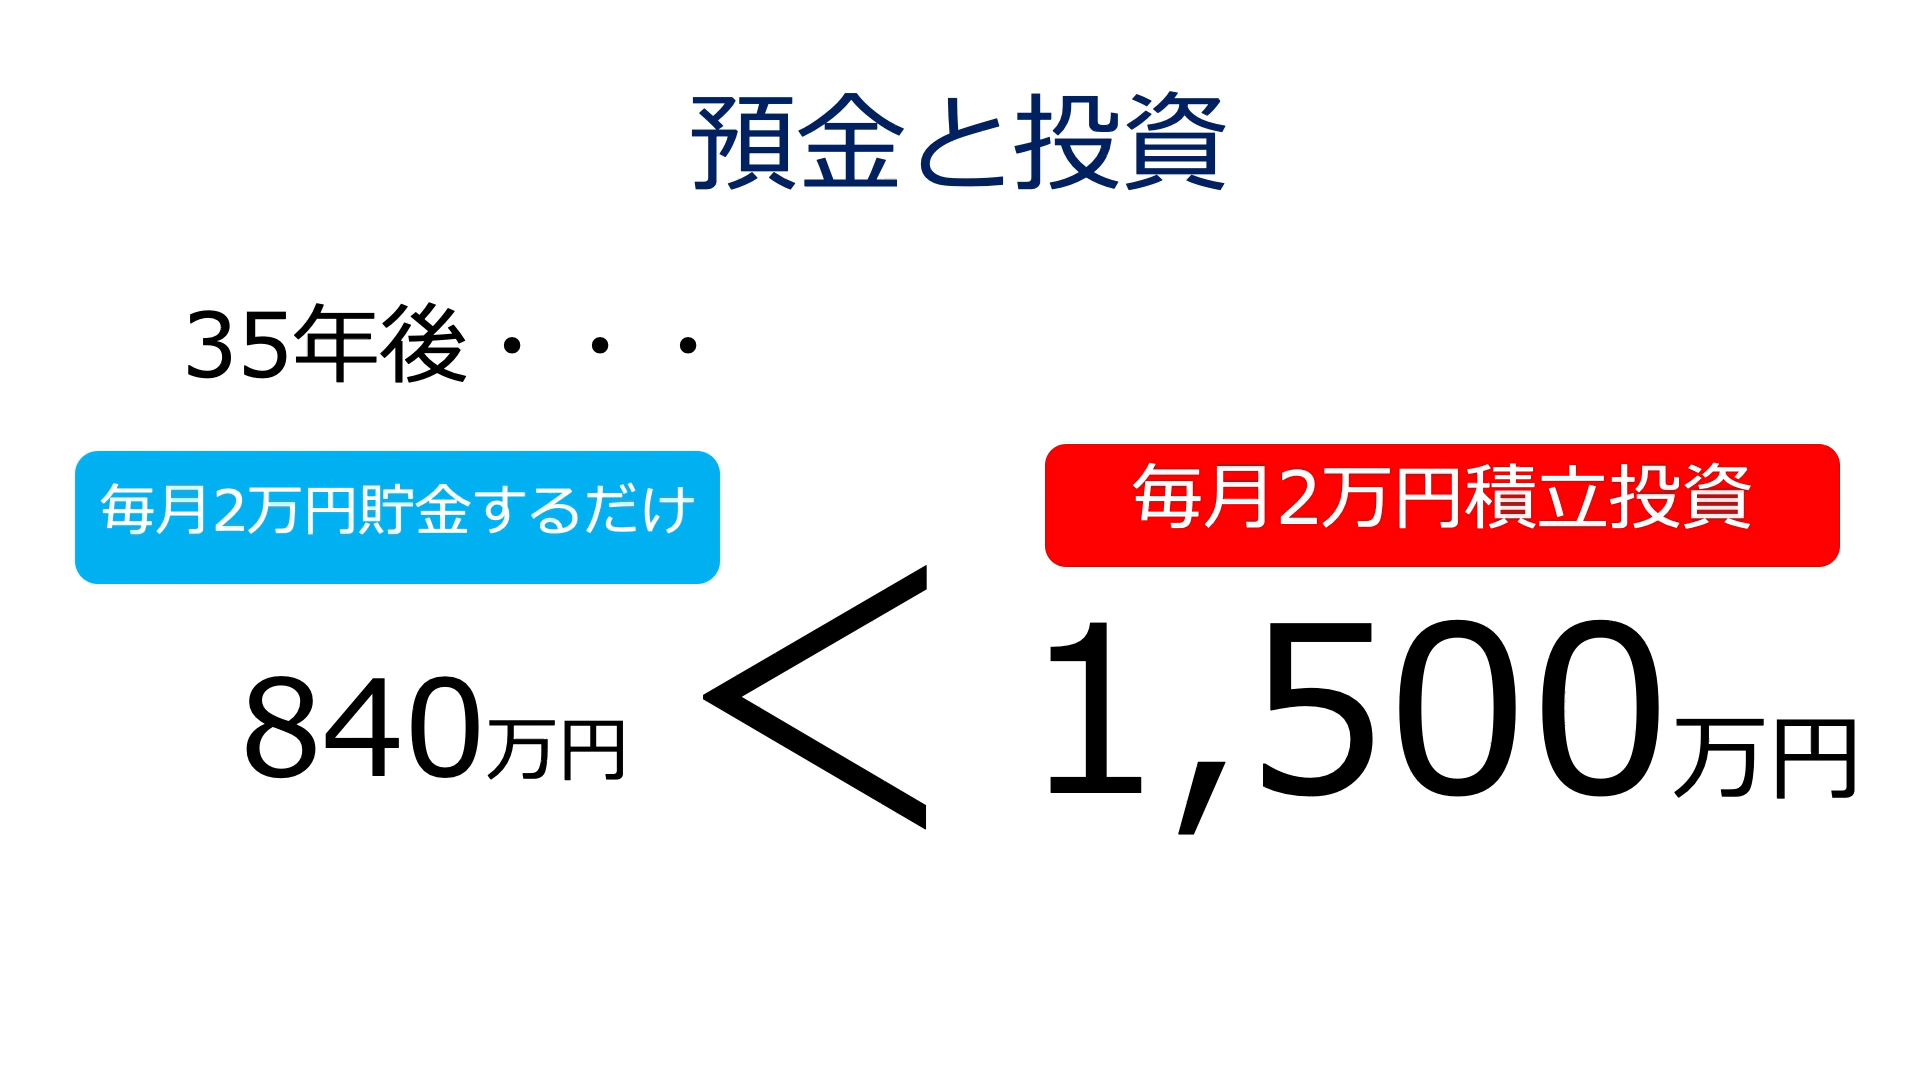 預金と投資
35年後・・・
毎月2万円貯金するだけ
毎月2万円積立投資
840万円
<
1,500万円